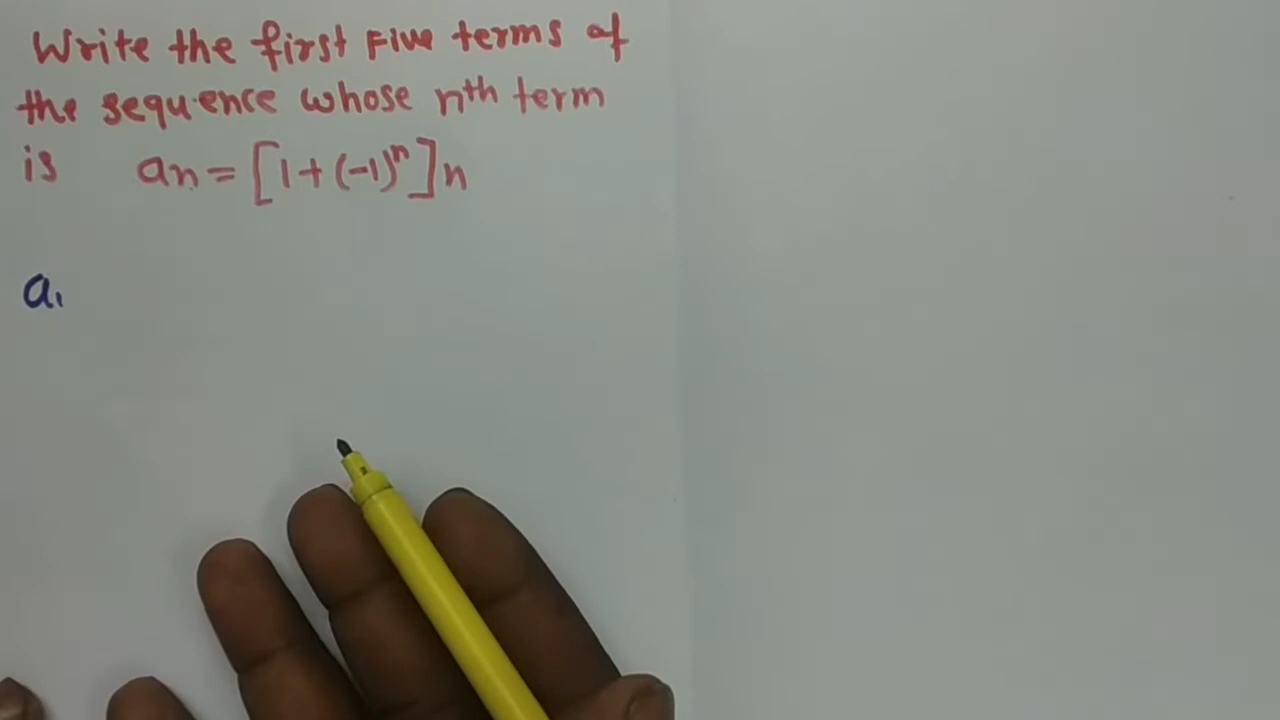 Write the first Five terms of
the sequence whose nth term
is an = [1 + (-1)^n] n
a1